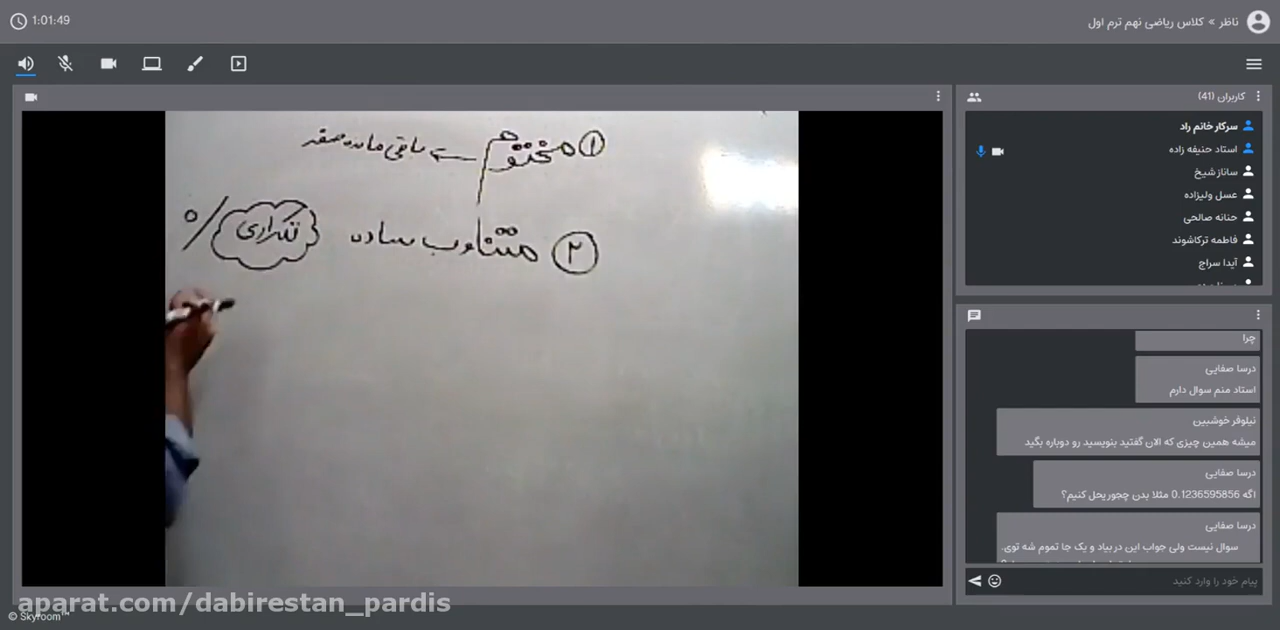 1:01:49
ناظر » کلاس ریاضی نهم ترم اول
① مختوم ← باقی مانده صفر
② متناوب ساده تکراری /۰
کاربران (41)
سرکار خانم راد
استاد حنیفه زاده
ساناز شیخ
عسل ولیزاده
حنانه صالحی
فاطمه ترکاشوند
آیدا سراج
چرا
درسا صفایی
استاد منم سوال دارم
نیلوفر خوشبین
میشه همین چیزی که الان گفتید بنویسید رو دوباره بگید
درسا صفایی
اگه 0.1236595856 مثلا بدن چجوریحل کنیم؟
درسا صفایی
سوال نیست ولی جواب این در بیاد و یک جا تموم شه توی.
پیام خود را وارد کنید
aparat.com/dabirestan_pardis
© Skyroom™